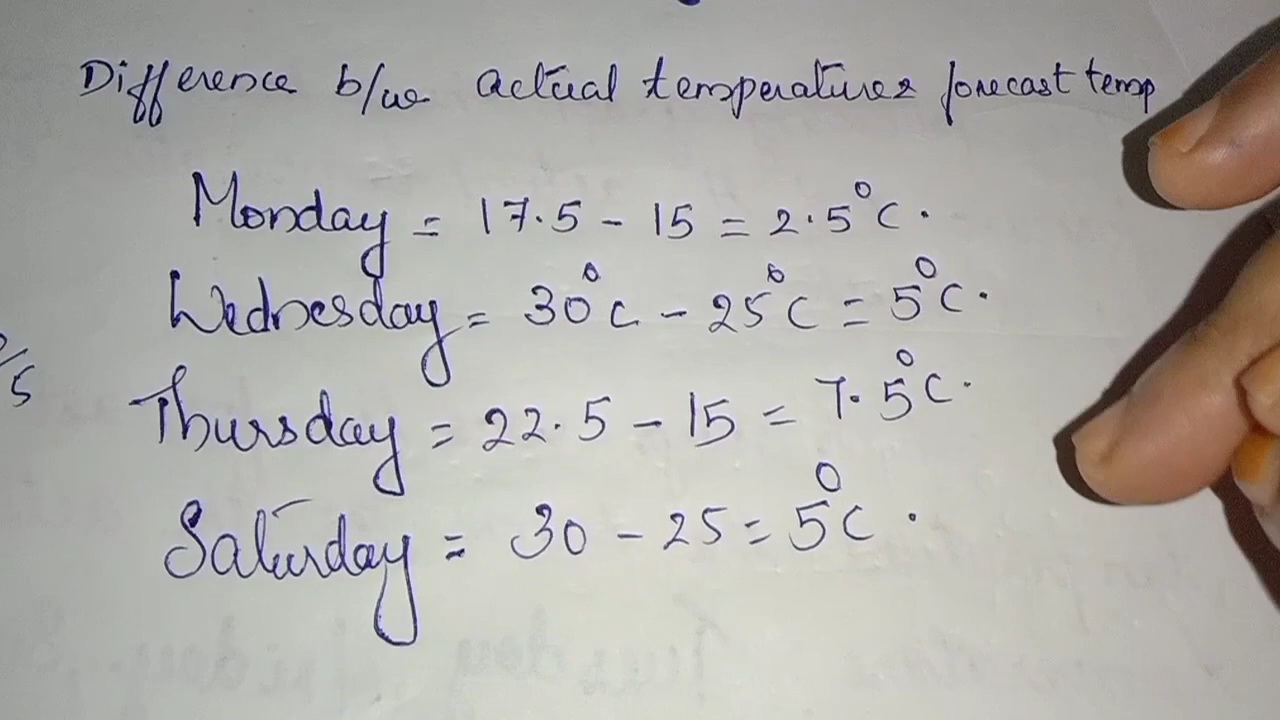 Difference b/w actual temperature & forecast temp
Monday = 17.5 - 15 = 2.5°C.
Wednesday = 30°C - 25°C = 5°C.
Thursday = 22.5 - 15 = 7.5°C.
Saturday = 30 - 25 = 5°C.